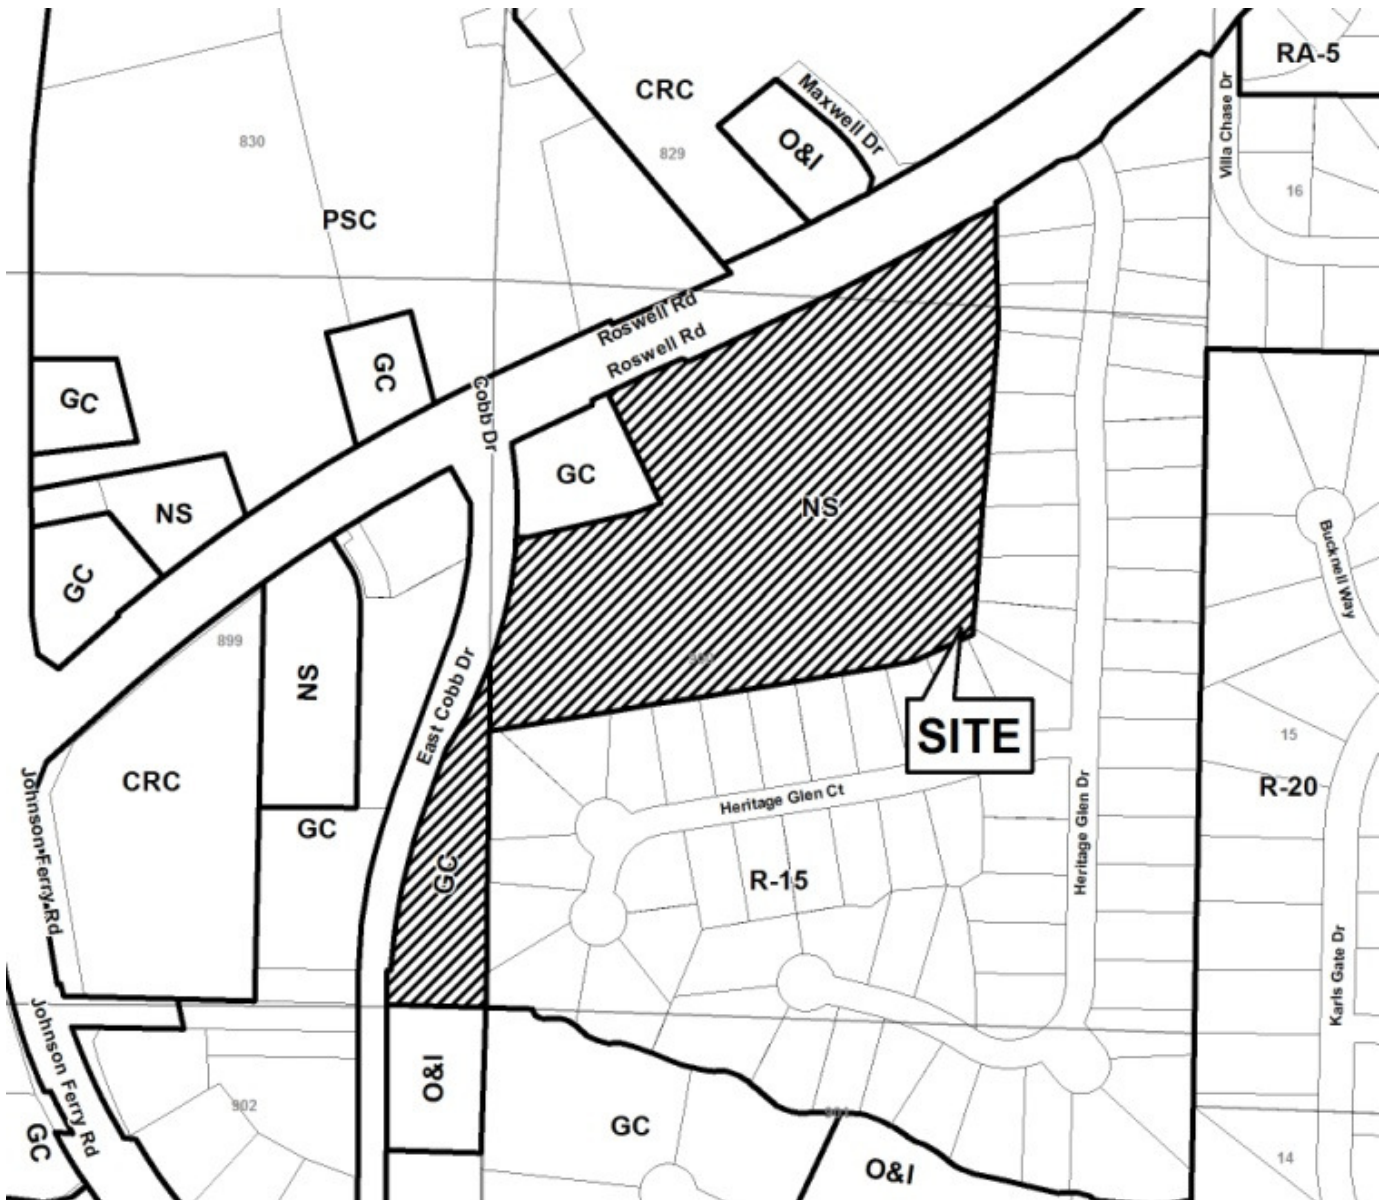 RA-5
CRC
Maxwell Dr
O&I
Villa Chase Dr
830
829
16
PSC
Roswell Rd
Roswell Rd
GC
GC
Cobb Dr
GC
NS
NS
GC
Bucknell Way
899
NS
East Cobb Dr
SITE
15
R-20
CRC
Johnson Ferry Rd
Heritage Glen Ct
Heritage Glen Dr
GC
GC
R-15
Karls Gate Dr
Johnson Ferry Rd
O&I
902
GC
GC
14
O&I